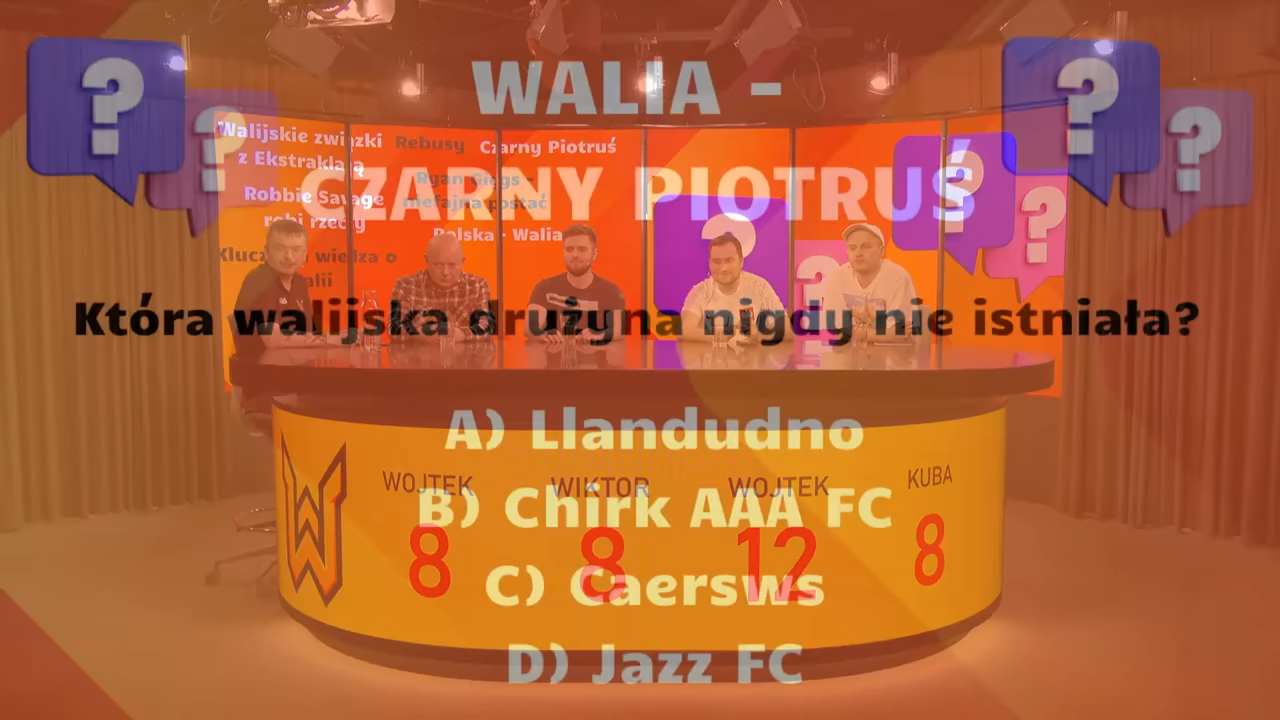 WALIA -
CZARNY PIOTRUŚ
Która walijska drużyna nigdy nie istniała?
A) Llandudno
B) Chirk AAA FC
C) Caersws
D) Jazz FC
Walijskie związki
z Ekstraklasą
Robbie Savage
robi rzeczy
Kluczowa wiedza o
Walii
Rebusy
Ryan Giggs -
niefajna postać
Czarny Piotruś
Polska - Walia
WOJTEK
8
WIKTOR
8
WOJTEK
12
KUBA
8